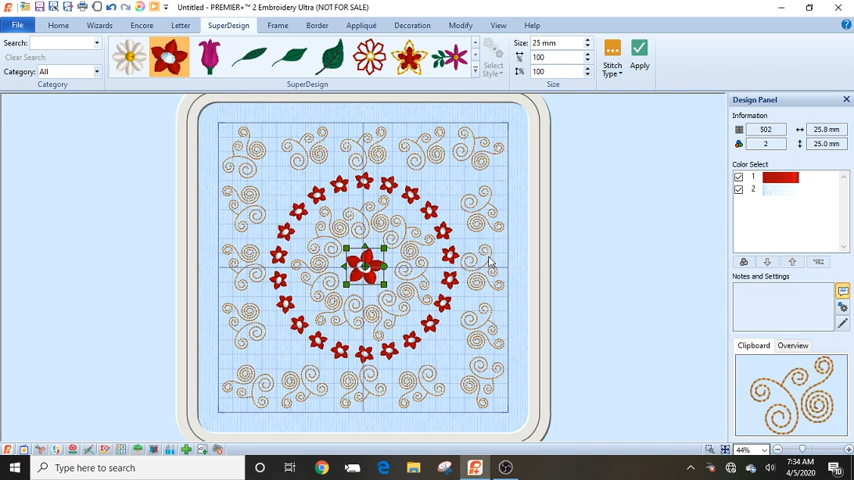 Untitled - PREMIER+™ 2 Embroidery Ultra (NOT FOR SALE)
File Home Wizards Encore Letter SuperDesign Frame Border Appliqué Decoration Modify View Help
Search:
Clear Search
Category: All
Category
SuperDesign
Select
Style
Size: 25 mm
% 100
% 100
Size
Stitch
Type
Apply
Design Panel
Information
502 25.8 mm
2 25.0 mm
Color Select
1
2
Notes and Settings
Clipboard Overview
44%
Type here to search
7:34 AM
4/5/2020